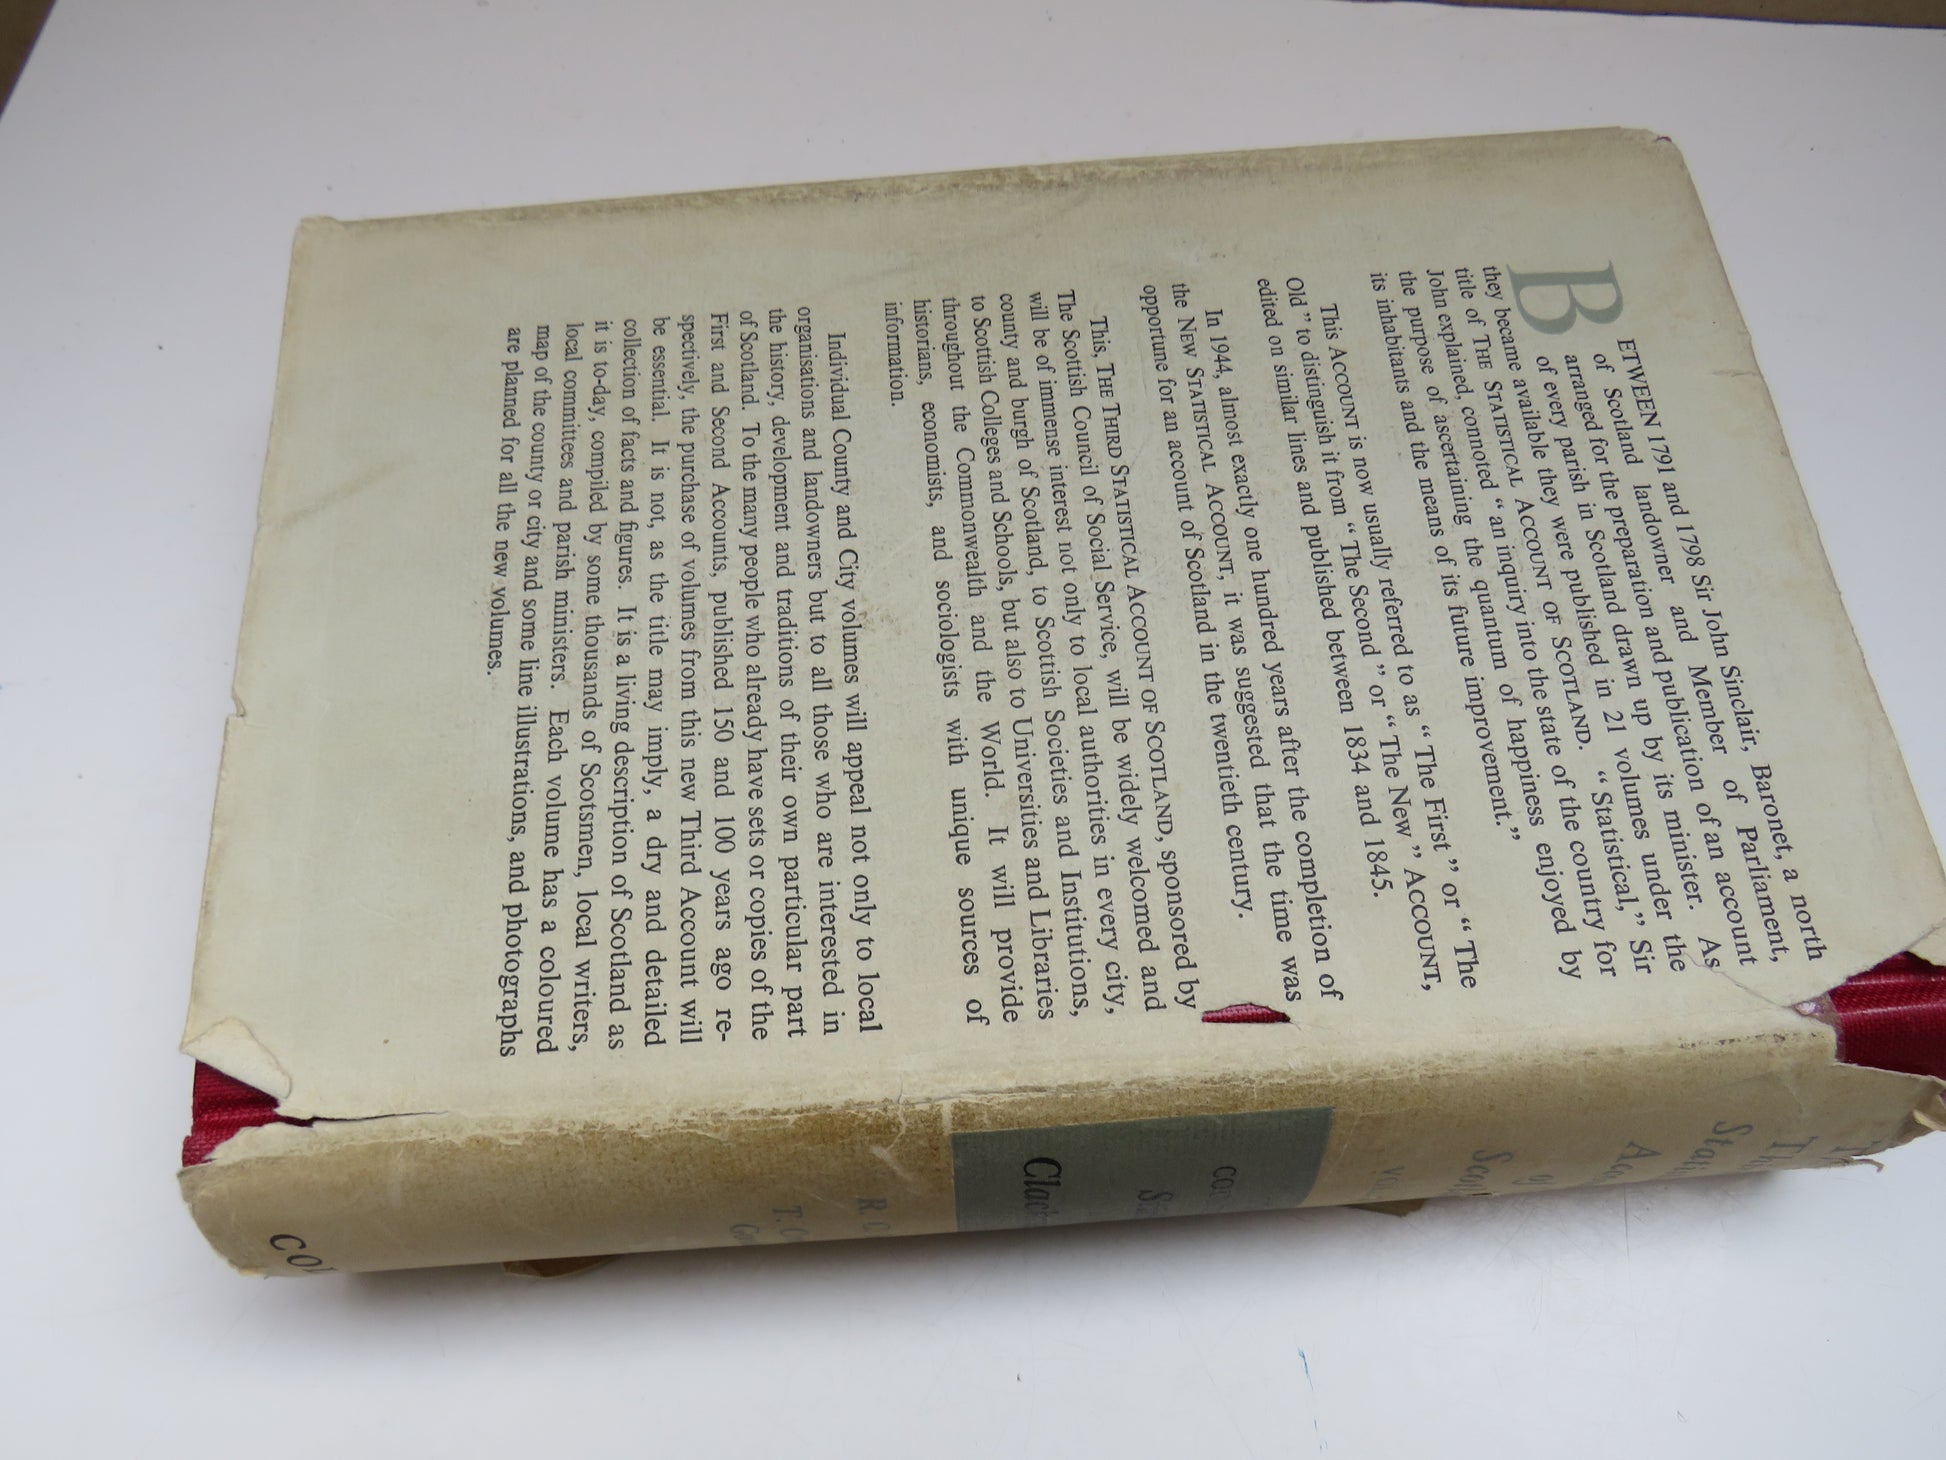 BETWEEN 1791 and 1798 Sir John Sinclair, Baronet, a north
of Scotland landowner and Member of Parliament,
arranged for the preparation and publication of an account
of every parish in Scotland drawn up by its minister. As
they became available they were published in 21 volumes under the
title of THE STATISTICAL ACCOUNT OF SCOTLAND. "Statistical," Sir
John explained, connoted "an inquiry into the state of the country for
the purpose of ascertaining the quantum of happiness enjoyed by
its inhabitants and the means of its future improvement."
This ACCOUNT is now usually referred to as "The First" or "The
Old" to distinguish it from "The Second" or "The New" ACCOUNT,
edited on similar lines and published between 1834 and 1845.
In 1944, almost exactly one hundred years after the completion of
the NEW STATISTICAL ACCOUNT, it was suggested that the time was
opportune for an account of Scotland in the twentieth century.
This, THE THIRD STATISTICAL ACCOUNT OF SCOTLAND, sponsored by
The Scottish Council of Social Service, will be widely welcomed and
will be of immense interest not only to local authorities in every city,
county and burgh of Scotland, to Scottish Societies and Institutions,
to Scottish Colleges and Schools, but also to Universities and Libraries
throughout the Commonwealth and the World. It will provide
historians, economists, and sociologists with unique sources of
information.
Individual County and City volumes will appeal not only to local
organisations and landowners but to all those who are interested in
the history, development and traditions of their own particular part
of Scotland. To the many people who already have sets or copies of the
First and Second Accounts, published 150 and 100 years ago re-
spectively, the purchase of volumes from this new Third Account will
be essential. It is not, as the title may imply, a dry and detailed
collection of facts and figures. It is a living description of Scotland as
it is to-day, compiled by some thousands of Scotsmen, local writers,
local committees and parish ministers. Each volume has a coloured
map of the county or city and some line illustrations, and photographs
are planned for all the new volumes.